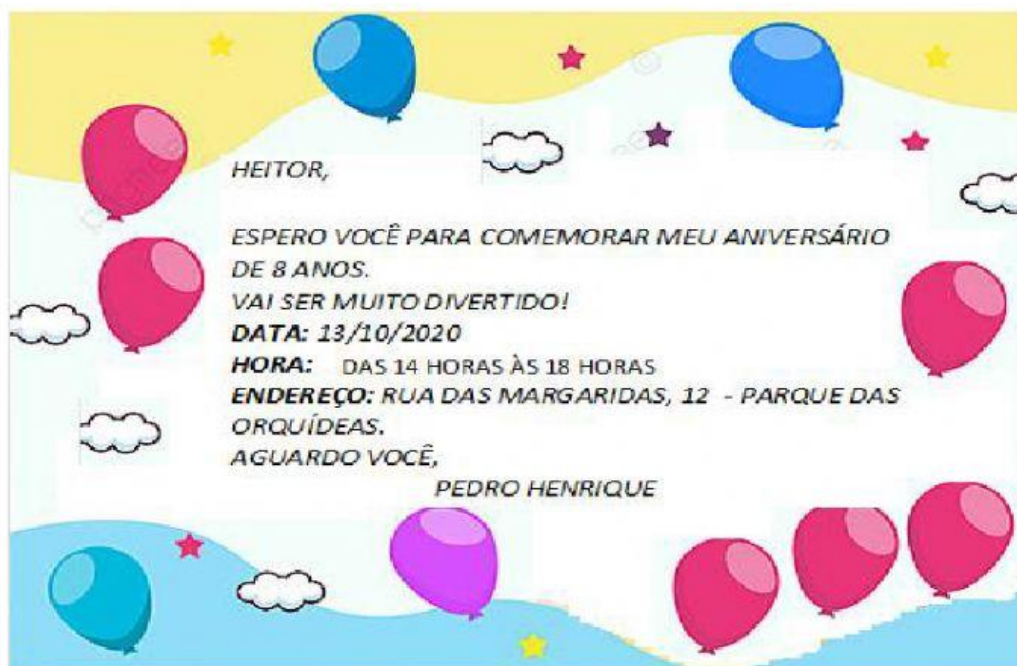 HEITOR,
ESPERO VOCÊ PARA COMEMORAR MEU ANIVERSÁRIO
DE 8 ANOS.
VAI SER MUITO DIVERTIDO!
DATA: 13/10/2020
HORA: DAS 14 HORAS ÀS 18 HORAS
ENDEREÇO: RUA DAS MARGARIDAS, 12 - PARQUE DAS
ORQUÍDEAS.
AGUARDO VOCÊ,
PEDRO HENRIQUE